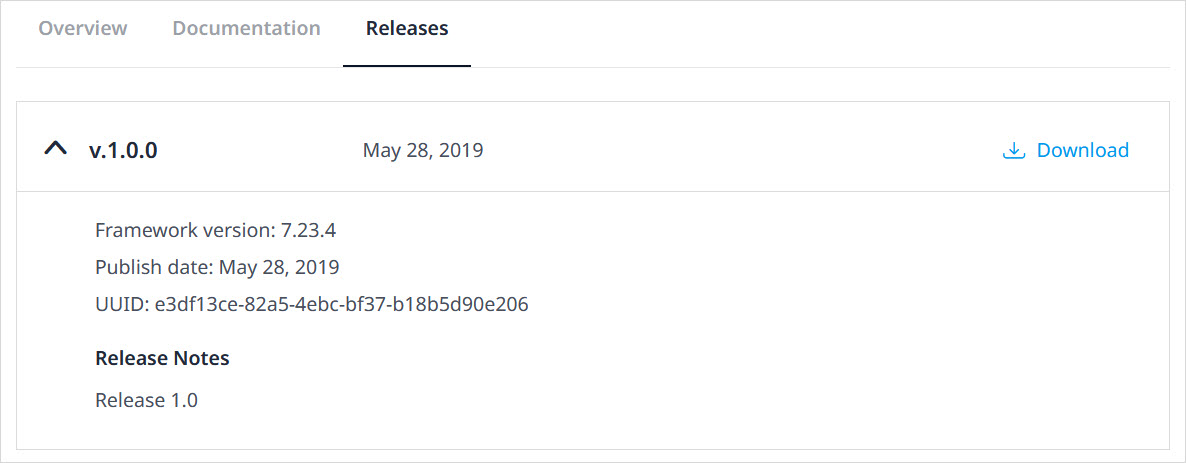 Overview Documentation Releases
v.1.0.0 May 28, 2019 Download
Framework version: 7.23.4
Publish date: May 28, 2019
UUID: e3df13ce-82a5-4ebc-bf37-b18b5d90e206
Release Notes
Release 1.0